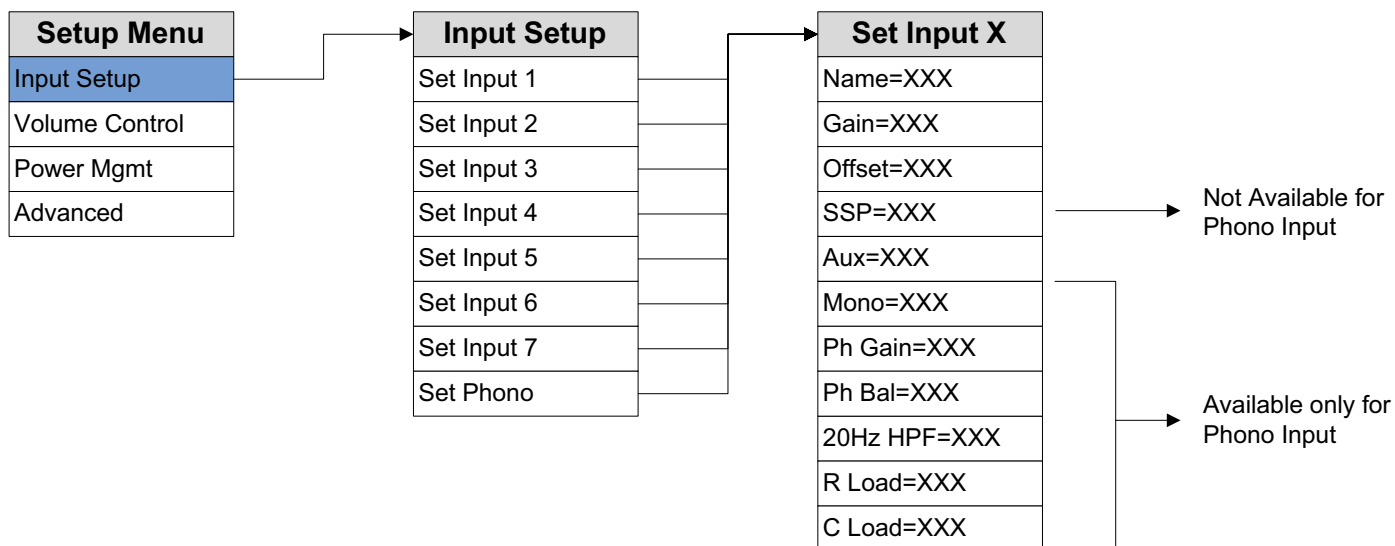 Setup Menu
Input Setup
Volume Control
Power Mgmt
Advanced
Input Setup
Set Input 1
Set Input 2
Set Input 3
Set Input 4
Set Input 5
Set Input 6
Set Input 7
Set Phono
Set Input X
Name=XXX
Gain=XXX
Offset=XXX
SSP=XXX
Aux=XXX
Mono=XXX
Ph Gain=XXX
Ph Bal=XXX
20Hz HPF=XXX
R Load=XXX
C Load=XXX
Not Available for
Phono Input
Available only for
Phono Input